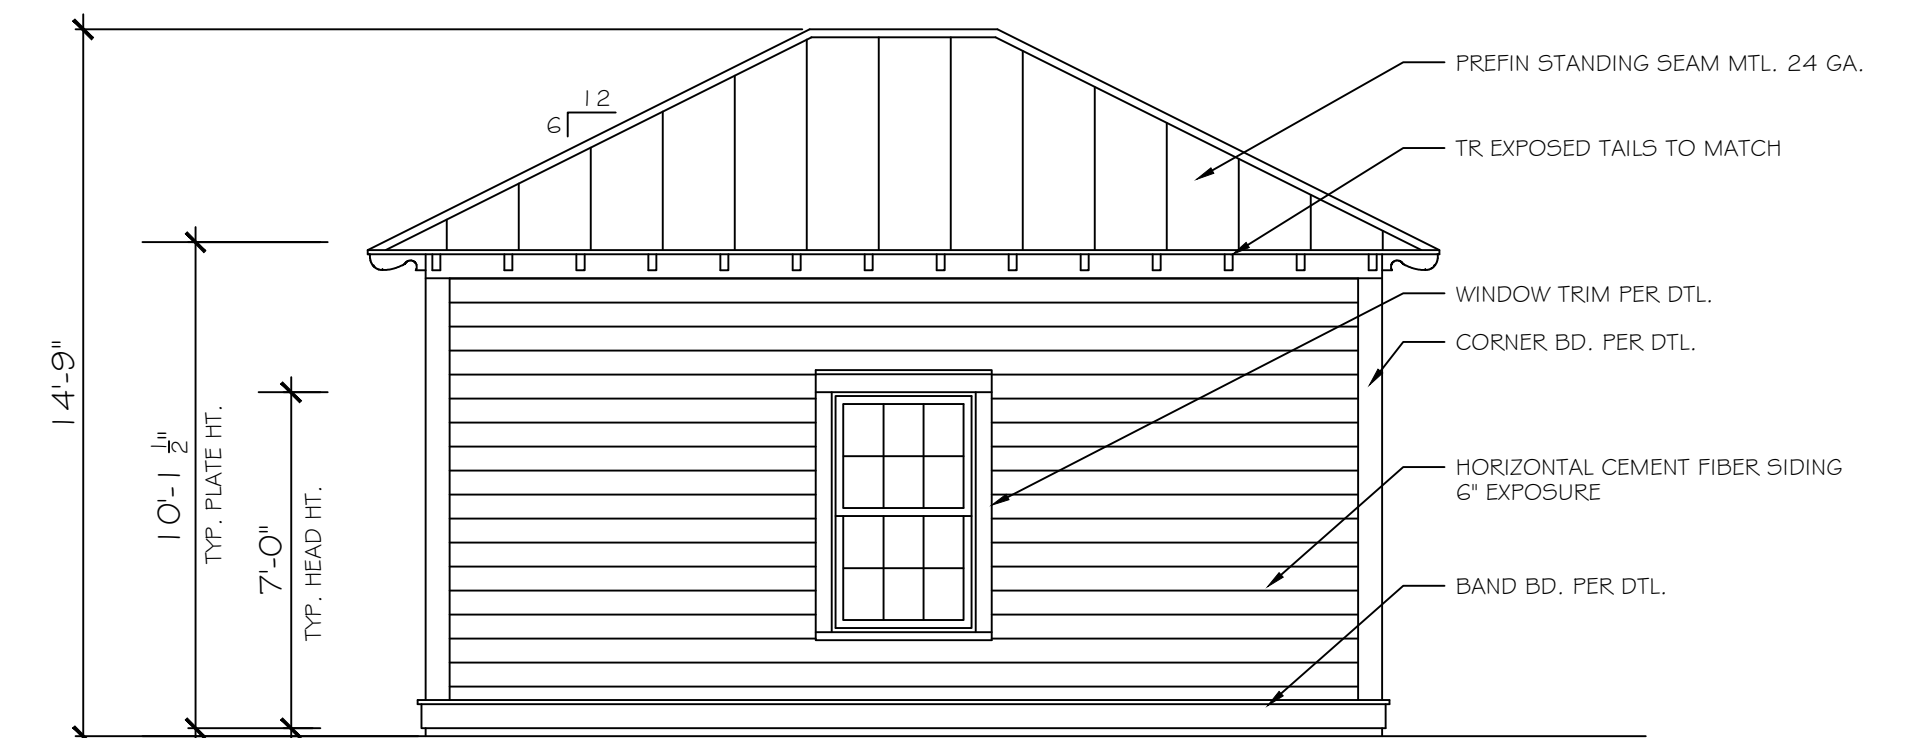 PREFIN STANDING SEAM MTL. 24 GA.
12
6
TR EXPOSED TAILS TO MATCH
WINDOW TRIM PER DTL.
CORNER BD. PER DTL.
14'-9"
10'-1 1/2"
TYP. PLATE HT.
7'-0"
TYP. HEAD HT.
HORIZONTAL CEMENT FIBER SIDING
6" EXPOSURE
BAND BD. PER DTL.